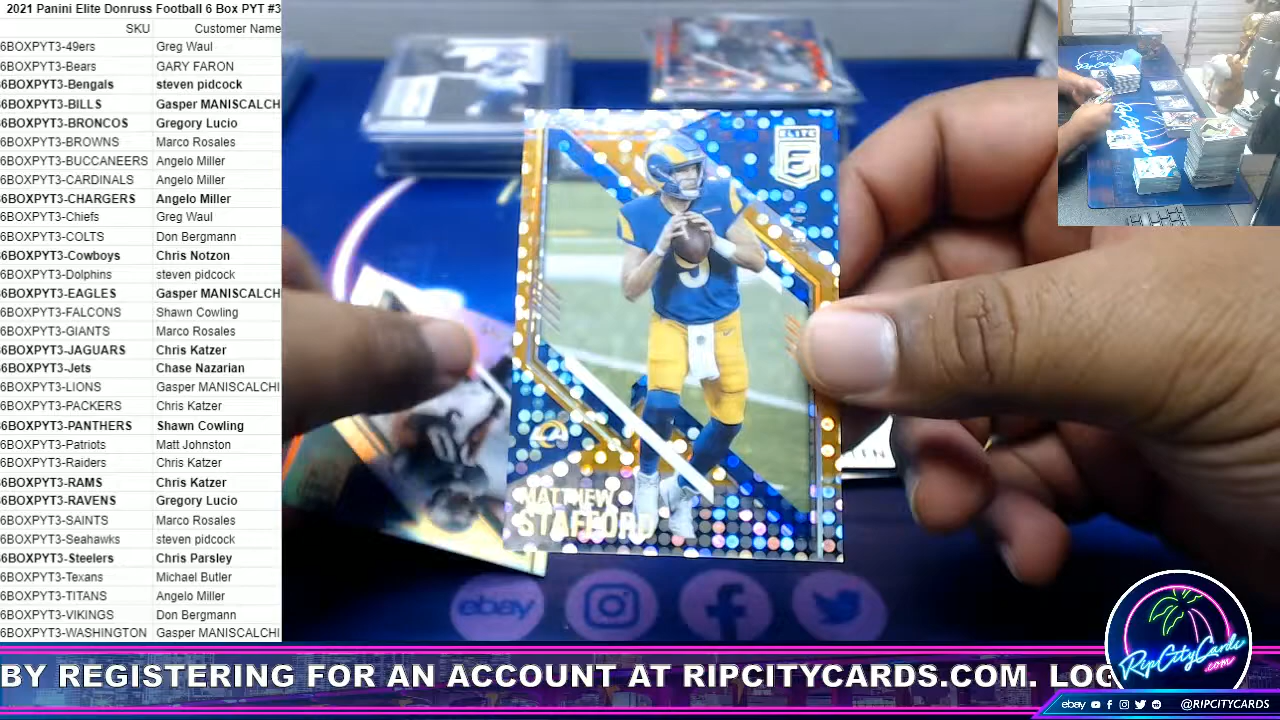 2021 Panini Elite Donruss Football 6 Box PYT #3
SKU Customer Name
6BOXPYT3-49ers Greg Waul
6BOXPYT3-Bears GARY FARON
6BOXPYT3-Bengals steven pidcock
6BOXPYT3-BILLS Gasper MANISCALCH
6BOXPYT3-BRONCOS Gregory Lucio
6BOXPYT3-BROWNS Marco Rosales
6BOXPYT3-BUCCANEERS Angelo Miller
6BOXPYT3-CARDINALS Angelo Miller
6BOXPYT3-CHARGERS Angelo Miller
6BOXPYT3-Chiefs Greg Waul
6BOXPYT3-COLTS Don Bergmann
6BOXPYT3-Cowboys Chris Notzon
6BOXPYT3-Dolphins steven pidcock
6BOXPYT3-EAGLES Gasper MANISCALCH
6BOXPYT3-FALCONS Shawn Cowling
6BOXPYT3-GIANTS Marco Rosales
6BOXPYT3-JAGUARS Chris Katzer
6BOXPYT3-Jets Chase Nazarian
6BOXPYT3-LIONS Gasper MANISCALCHI
6BOXPYT3-PACKERS Chris Katzer
6BOXPYT3-PANTHERS Shawn Cowling
6BOXPYT3-Patriots Matt Johnston
6BOXPYT3-Raiders Chris Katzer
6BOXPYT3-RAMS Chris Katzer
6BOXPYT3-RAVENS Gregory Lucio
6BOXPYT3-SAINTS Marco Rosales
6BOXPYT3-Seahawks steven pidcock
6BOXPYT3-Steelers Chris Parsley
6BOXPYT3-Texans Michael Butler
6BOXPYT3-TITANS Angelo Miller
6BOXPYT3-VIKINGS Don Bergmann
6BOXPYT3-WASHINGTON Gasper MANISCALCHI
ELITE
E
9
MATTHEW
STAFFORD
ebay
BY REGISTERING FOR AN ACCOUNT AT RIPCITYCARDS.COM. LOG
RipCityCards
.com
ebay @RIPCITYCARDS